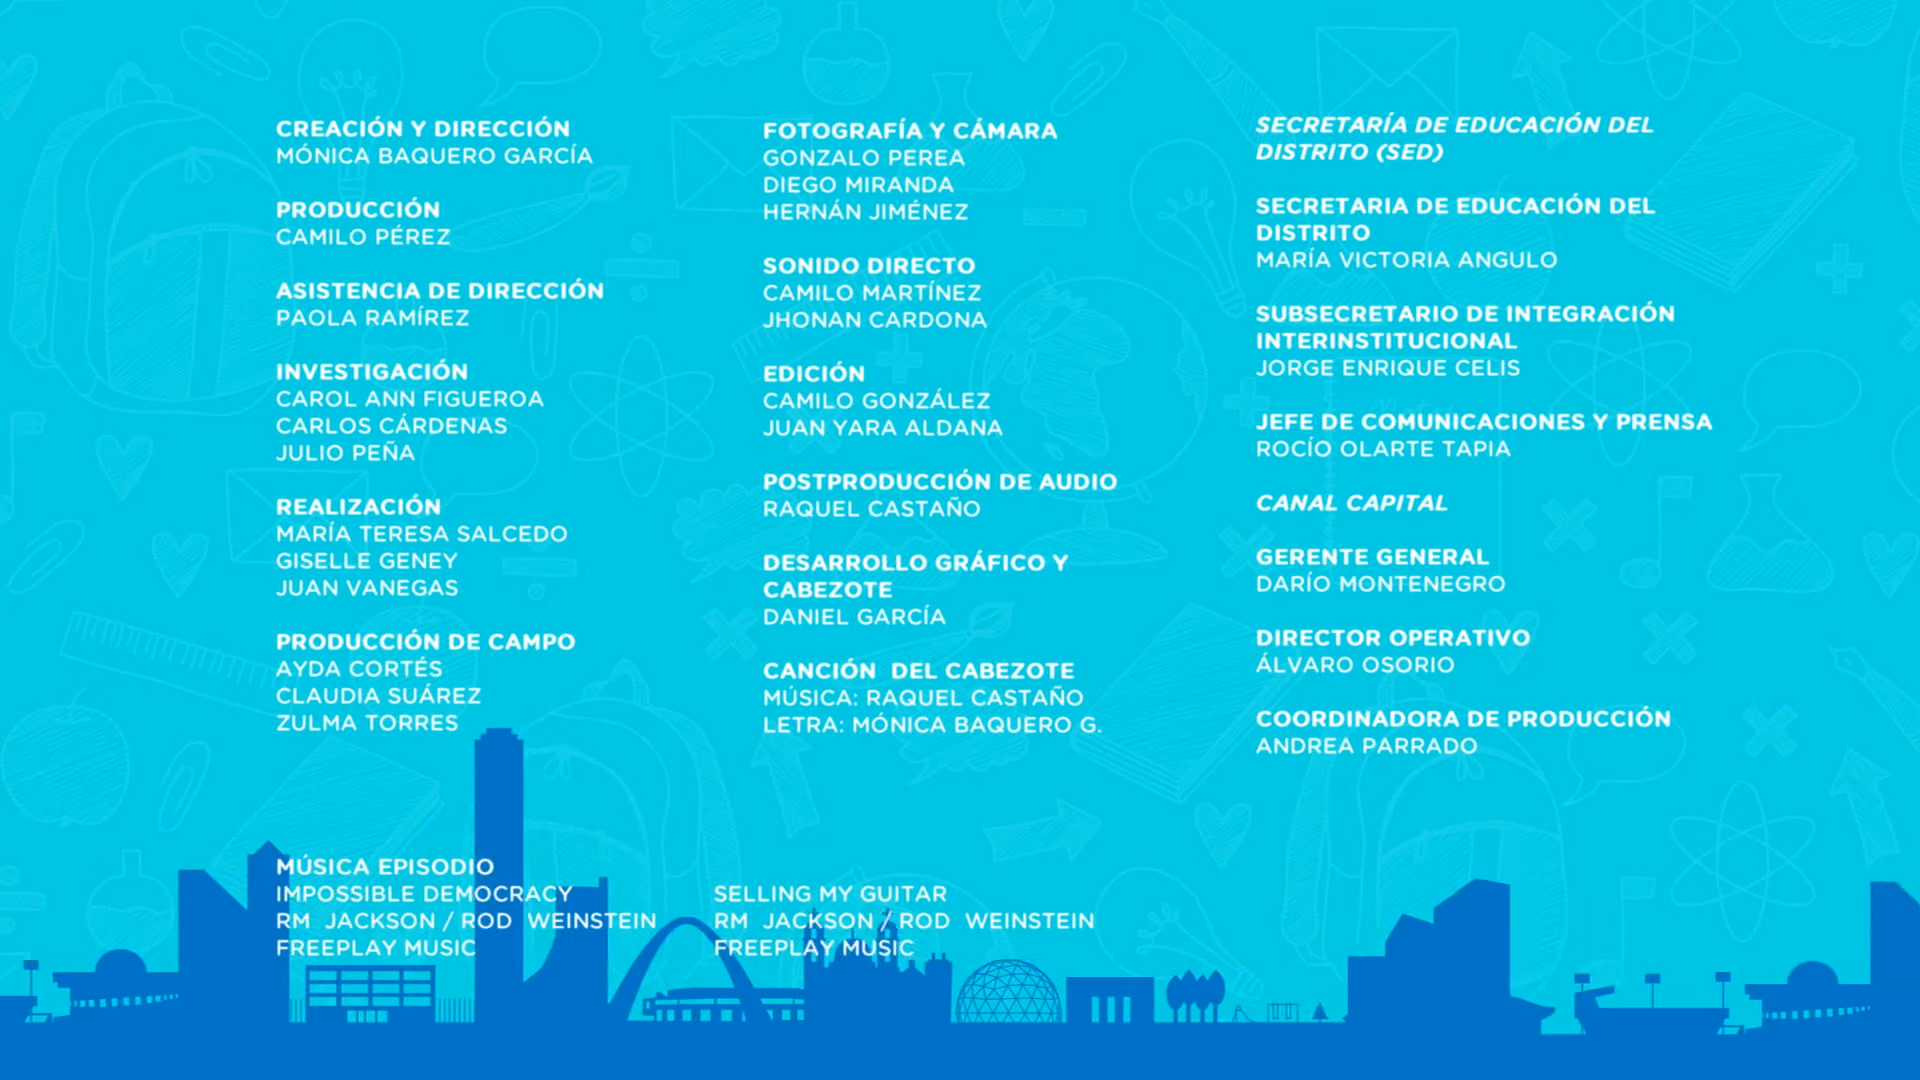 CREACIÓN Y DIRECCIÓN
MÓNICA BAQUERO GARCÍA
PRODUCCIÓN
CAMILO PÉREZ
ASISTENCIA DE DIRECCIÓN
PAOLA RAMÍREZ
INVESTIGACIÓN
CAROL ANN FIGUEROA
CARLOS CÁRDENAS
JULIO PEÑA
REALIZACIÓN
MARÍA TERESA SALCEDO
GISELLE GENEY
JUAN VANEGAS
PRODUCCIÓN DE CAMPO
AYDA CORTÉS
CLAUDIA SUÁREZ
ZULMA TORRES
FOTOGRAFÍA Y CÁMARA
GONZALO PEREA
DIEGO MIRANDA
HERNÁN JIMÉNEZ
SONIDO DIRECTO
CAMILO MARTÍNEZ
JHONAN CARDONA
EDICIÓN
CAMILO GONZÁLEZ
JUAN YARA ALDANA
POSTPRODUCCIÓN DE AUDIO
RAQUEL CASTAÑO
DESARROLLO GRÁFICO Y
CABEZOTE
DANIEL GARCÍA
CANCIÓN DEL CABEZOTE
MÚSICA: RAQUEL CASTAÑO
LETRA: MÓNICA BAQUERO G.
SECRETARÍA DE EDUCACIÓN DEL
DISTRITO (SED)
SECRETARIA DE EDUCACIÓN DEL
DISTRITO
MARÍA VICTORIA ANGULO
SUBSECRETARIO DE INTEGRACIÓN
INTERINSTITUCIONAL
JORGE ENRIQUE CELIS
JEFE DE COMUNICACIONES Y PRENSA
ROCÍO OLARTE TAPIA
CANAL CAPITAL
GERENTE GENERAL
DARÍO MONTENEGRO
DIRECTOR OPERATIVO
ÁLVARO OSORIO
COORDINADORA DE PRODUCCIÓN
ANDREA PARRADO
MÚSICA EPISODIO
IMPOSSIBLE DEMOCRACY
RM JACKSON / ROD WEINSTEIN
FREEPLAY MUSIC
SELLING MY GUITAR
RM JACKSON / ROD WEINSTEIN
FREEPLAY MUSIC